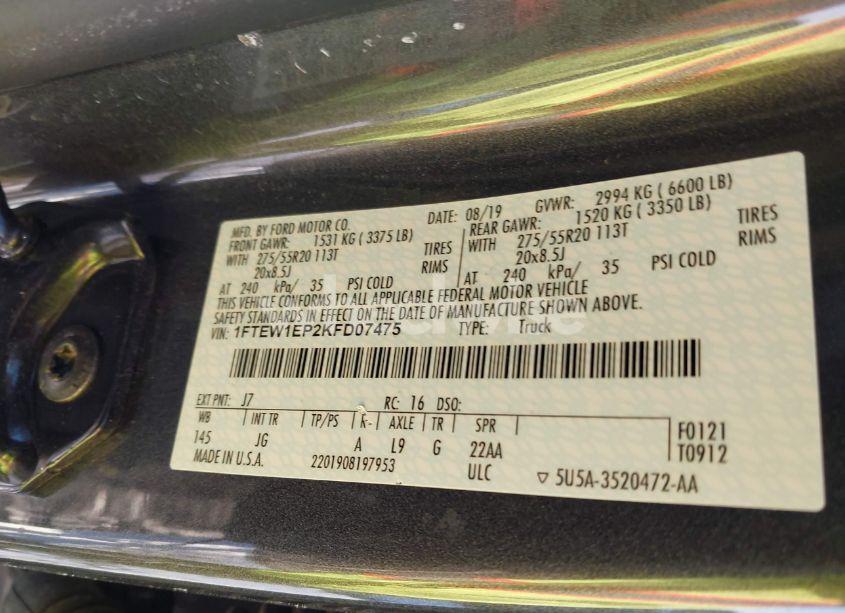 MFD. BY FORD MOTOR CO. DATE: 08/19 GVWR: 2994 KG ( 6600 LB)
FRONT GAWR: 1531 KG ( 3375 LB) REAR GAWR: 1520 KG ( 3350 LB)
WITH 275/55R20 113T TIRES WITH 275/55R20 113T TIRES
20x8.5J RIMS 20x8.5J RIMS
AT 240 kPa/ 35 PSI COLD AT 240 kPa/ 35 PSI COLD
THIS VEHICLE CONFORMS TO ALL APPLICABLE FEDERAL MOTOR VEHICLE
SAFETY STANDARDS IN EFFECT ON THE DATE OF MANUFACTURE SHOWN ABOVE.
VIN: 1FTEW1EP2KFD07475 TYPE: Truck
EXT PNT: J7 RC: 16 DSO:
WB INT TR TP/PS R- AXLE TR SPR
145 JG A L9 G 22AA F0121
T0912
MADE IN U.S.A. 2201908197953 ULC ▽ 5U5A-3520472-AA